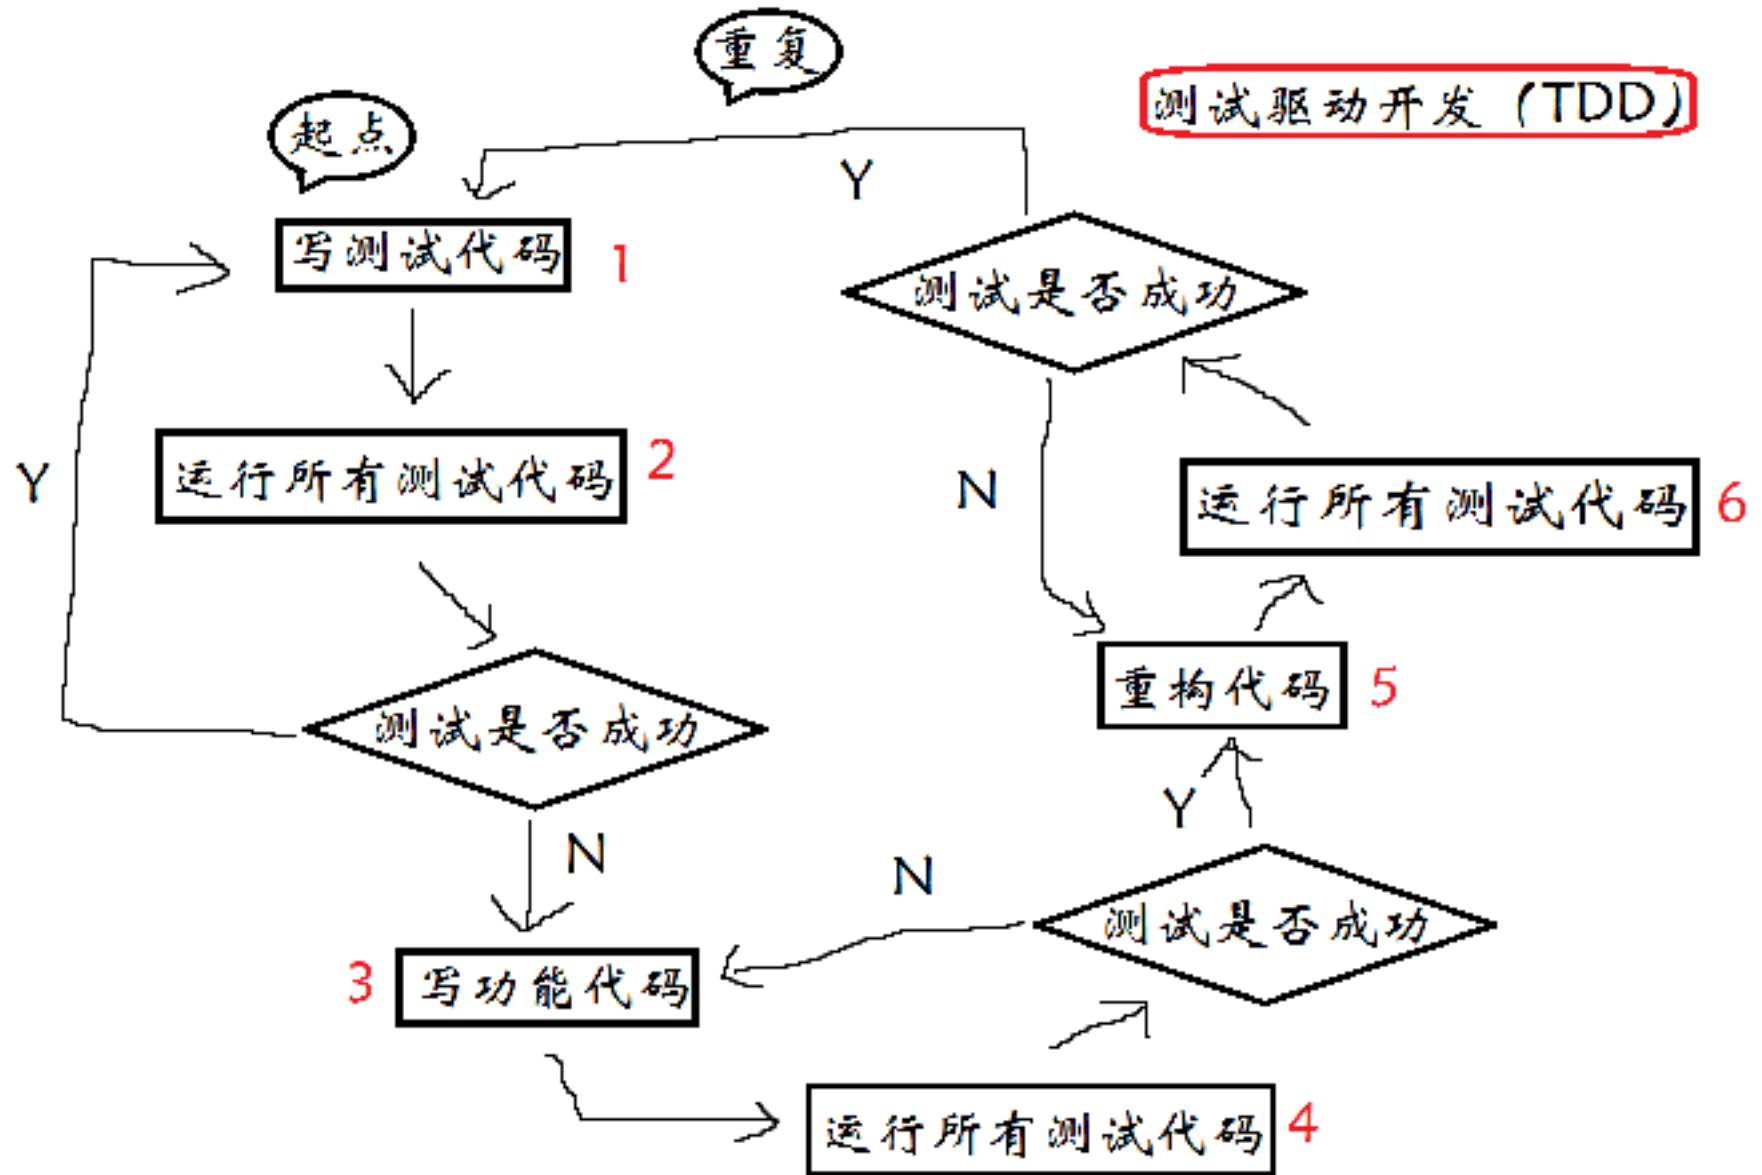 重复
测试驱动开发（TDD）
起点
Y
写测试代码 1
测试是否成功
运行所有测试代码 2
Y
N
运行所有测试代码 6
重构代码 5
测试是否成功
Y
N
N
测试是否成功
3 写功能代码
运行所有测试代码 4